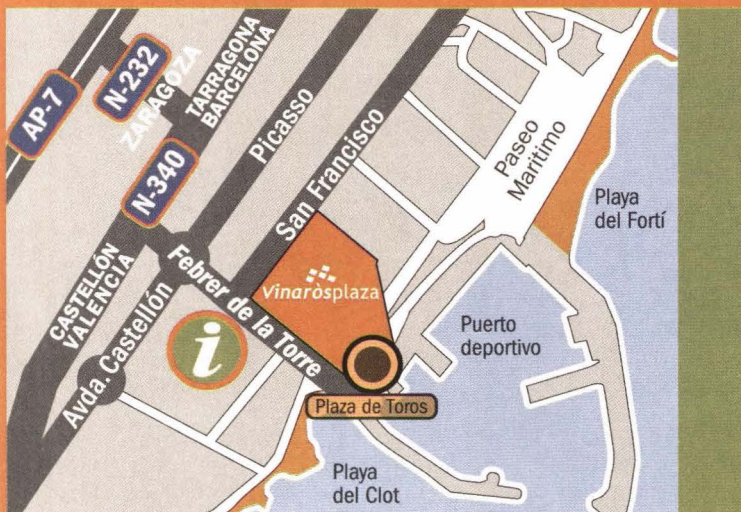 AP-7
N-232
ZARAGOZA
TARRAGONA
BARCELONA
N-340
CASTELLÓN
VALENCIA
Picasso
San Francisco
Avda. Castellón
Febrer de la Torre
i
Vinaròsplaza
Plaza de Toros
Paseo
Marítimo
Playa
del Fortí
Puerto
deportivo
Playa
del Clot